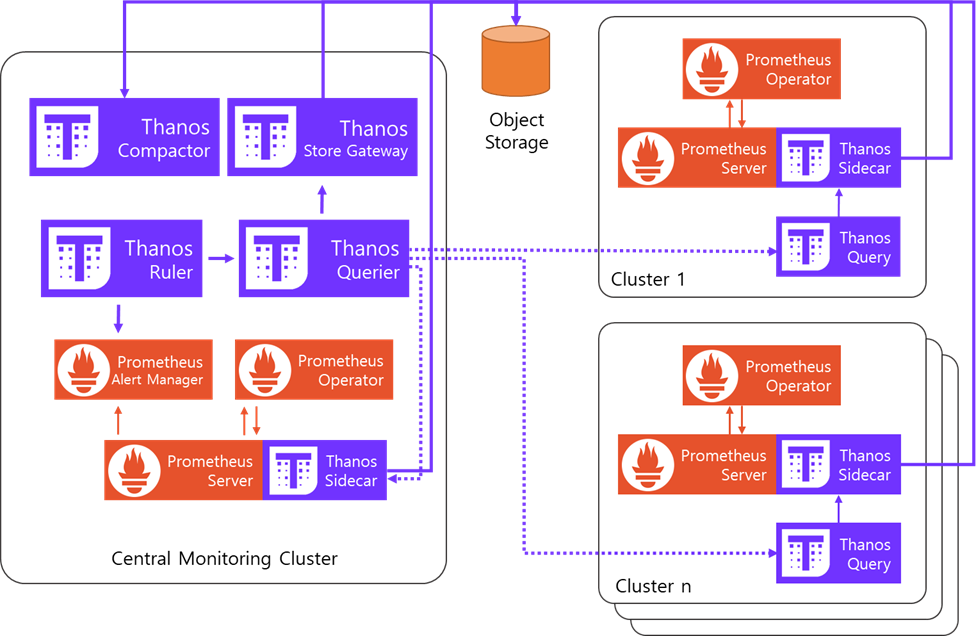 Object
Storage
Thanos
Compactor
Thanos
Store Gateway
Thanos
Ruler
Thanos
Querier
Prometheus
Alert Manager
Prometheus
Operator
Prometheus
Server
Thanos
Sidecar
Central Monitoring Cluster
Prometheus
Operator
Prometheus
Server
Thanos
Sidecar
Thanos
Query
Cluster 1
Prometheus
Operator
Prometheus
Server
Thanos
Sidecar
Thanos
Query
Cluster n